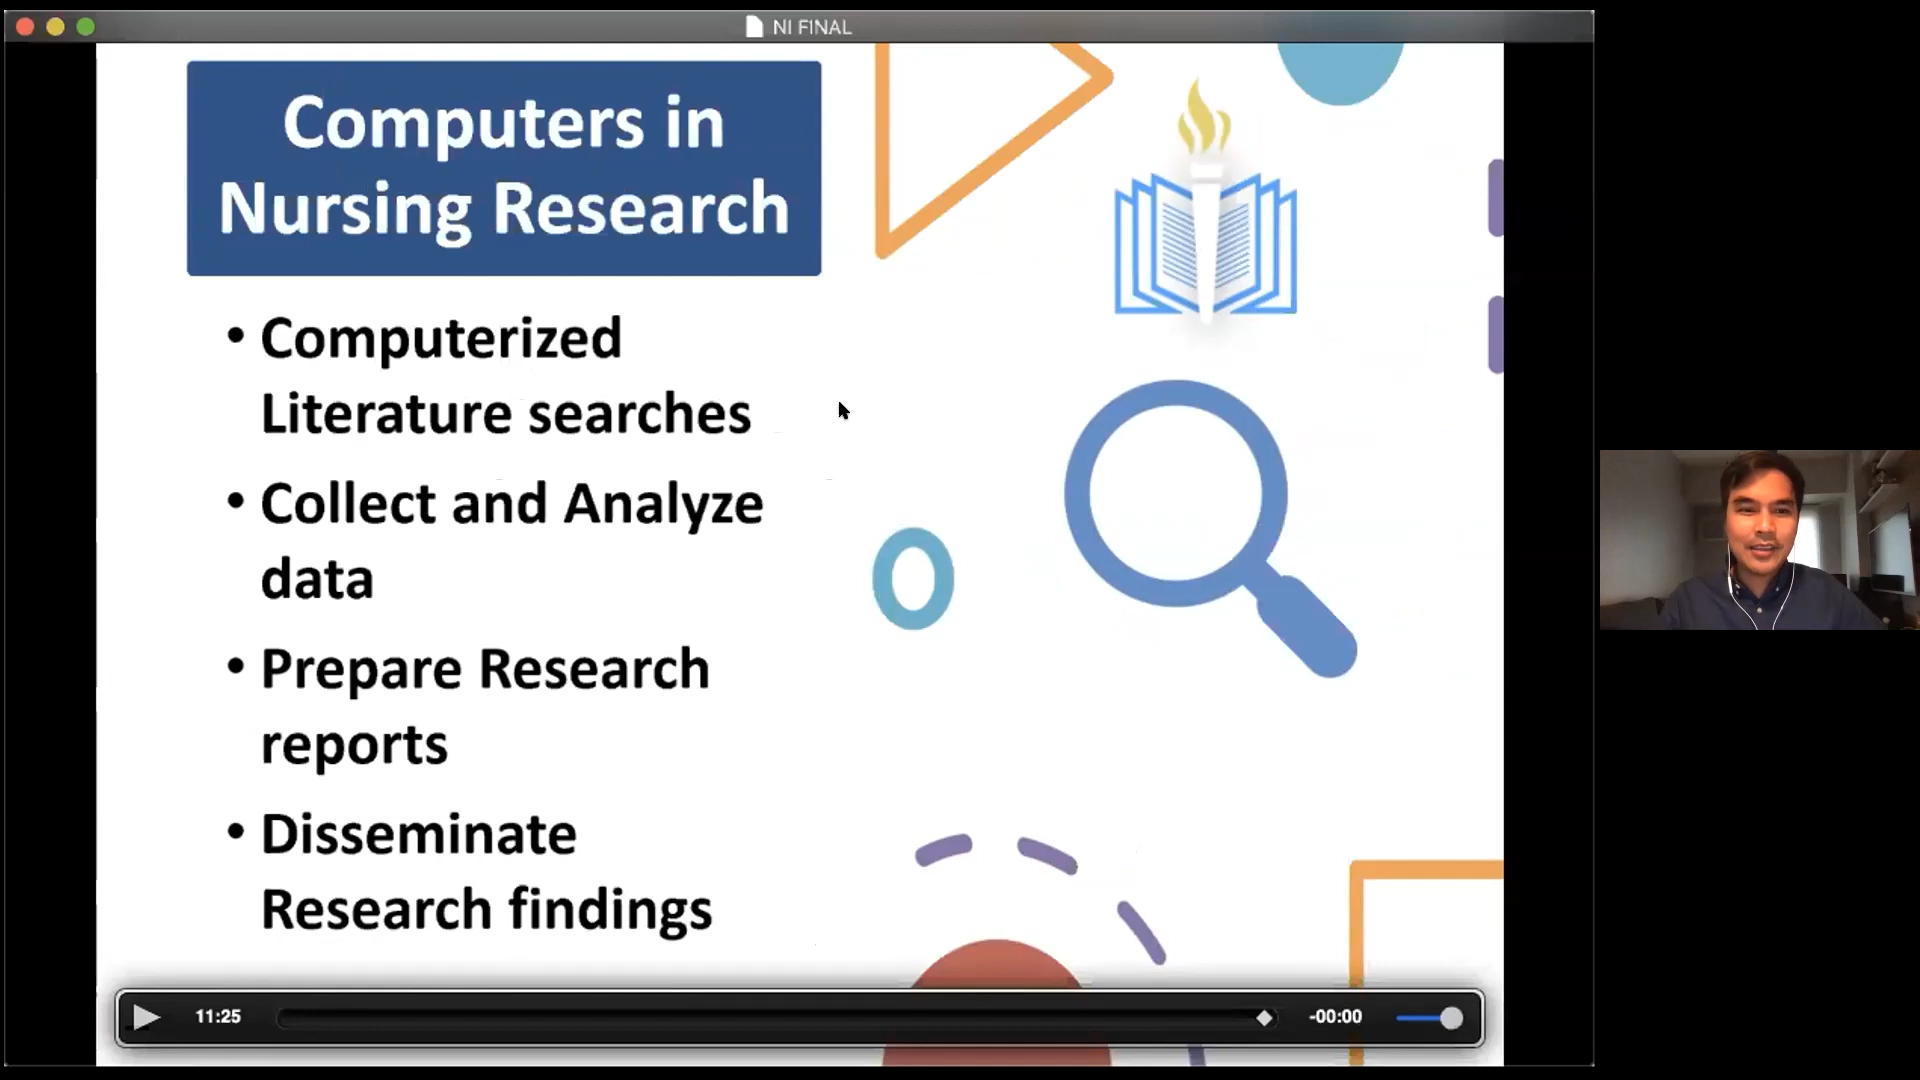 NI FINAL
Computers in
Nursing Research
• Computerized
Literature searches
• Collect and Analyze
data
• Prepare Research
reports
• Disseminate
Research findings
11:25
-00:00